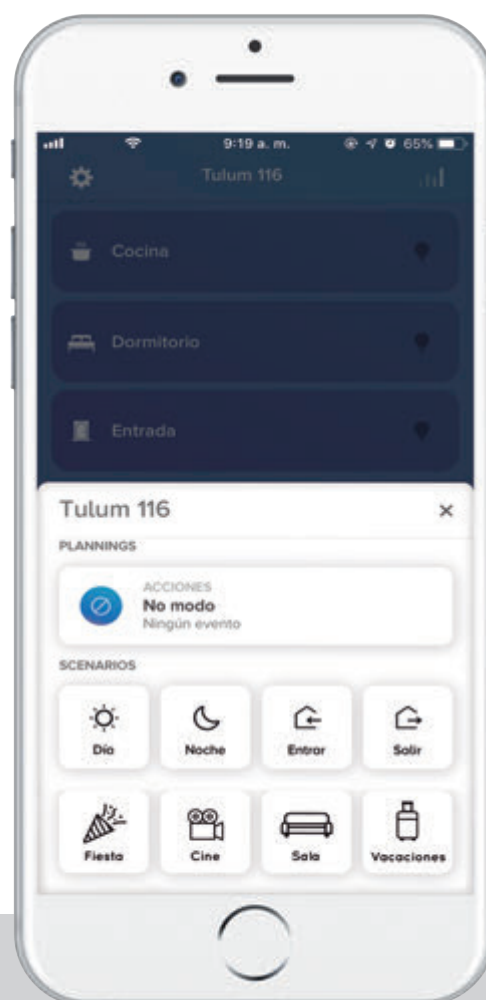 9:19 a. m.
65%
Tulum 116
Cocina
Dormitorio
Entrada
Tulum 116
PLANNINGS
ACCIONES
No modo
Ningún evento
SCENARIOS
Día
Noche
Entrar
Salir
Fiesta
Cine
Sala
Vacaciones